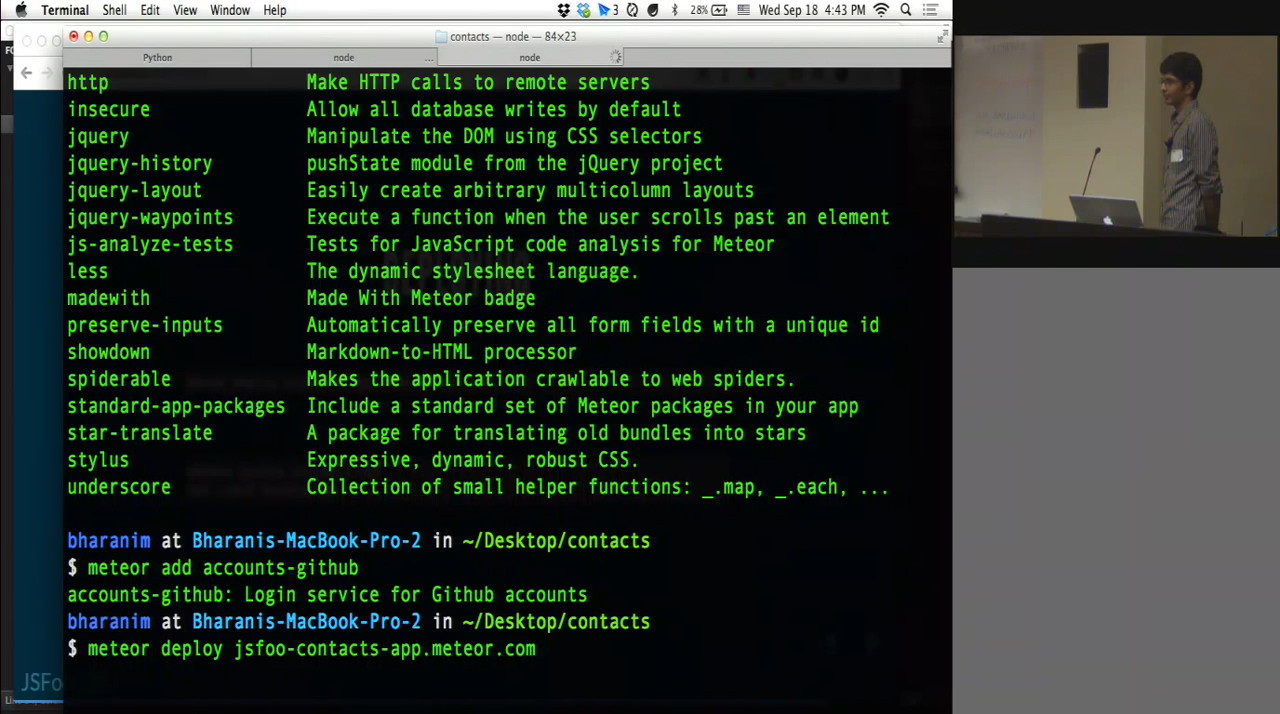 Terminal Shell Edit View Window Help 3 28% Wed Sep 18 4:43 PM
contacts — node — 84×23
Python node ... node
http Make HTTP calls to remote servers
insecure Allow all database writes by default
jquery Manipulate the DOM using CSS selectors
jquery-history pushState module from the jQuery project
jquery-layout Easily create arbitrary multicolumn layouts
jquery-waypoints Execute a function when the user scrolls past an element
js-analyze-tests Tests for JavaScript code analysis for Meteor
less The dynamic stylesheet language.
madewith Made With Meteor badge
preserve-inputs Automatically preserve all form fields with a unique id
showdown Markdown-to-HTML processor
spiderable Makes the application crawlable to web spiders.
standard-app-packages Include a standard set of Meteor packages in your app
star-translate A package for translating old bundles into stars
stylus Expressive, dynamic, robust CSS.
underscore Collection of small helper functions: _.map, _.each, ...
bharanim at Bharanis-MacBook-Pro-2 in ~/Desktop/contacts
$ meteor add accounts-github
accounts-github: Login service for Github accounts
bharanim at Bharanis-MacBook-Pro-2 in ~/Desktop/contacts
$ meteor deploy jsfoo-contacts-app.meteor.com
JSFo